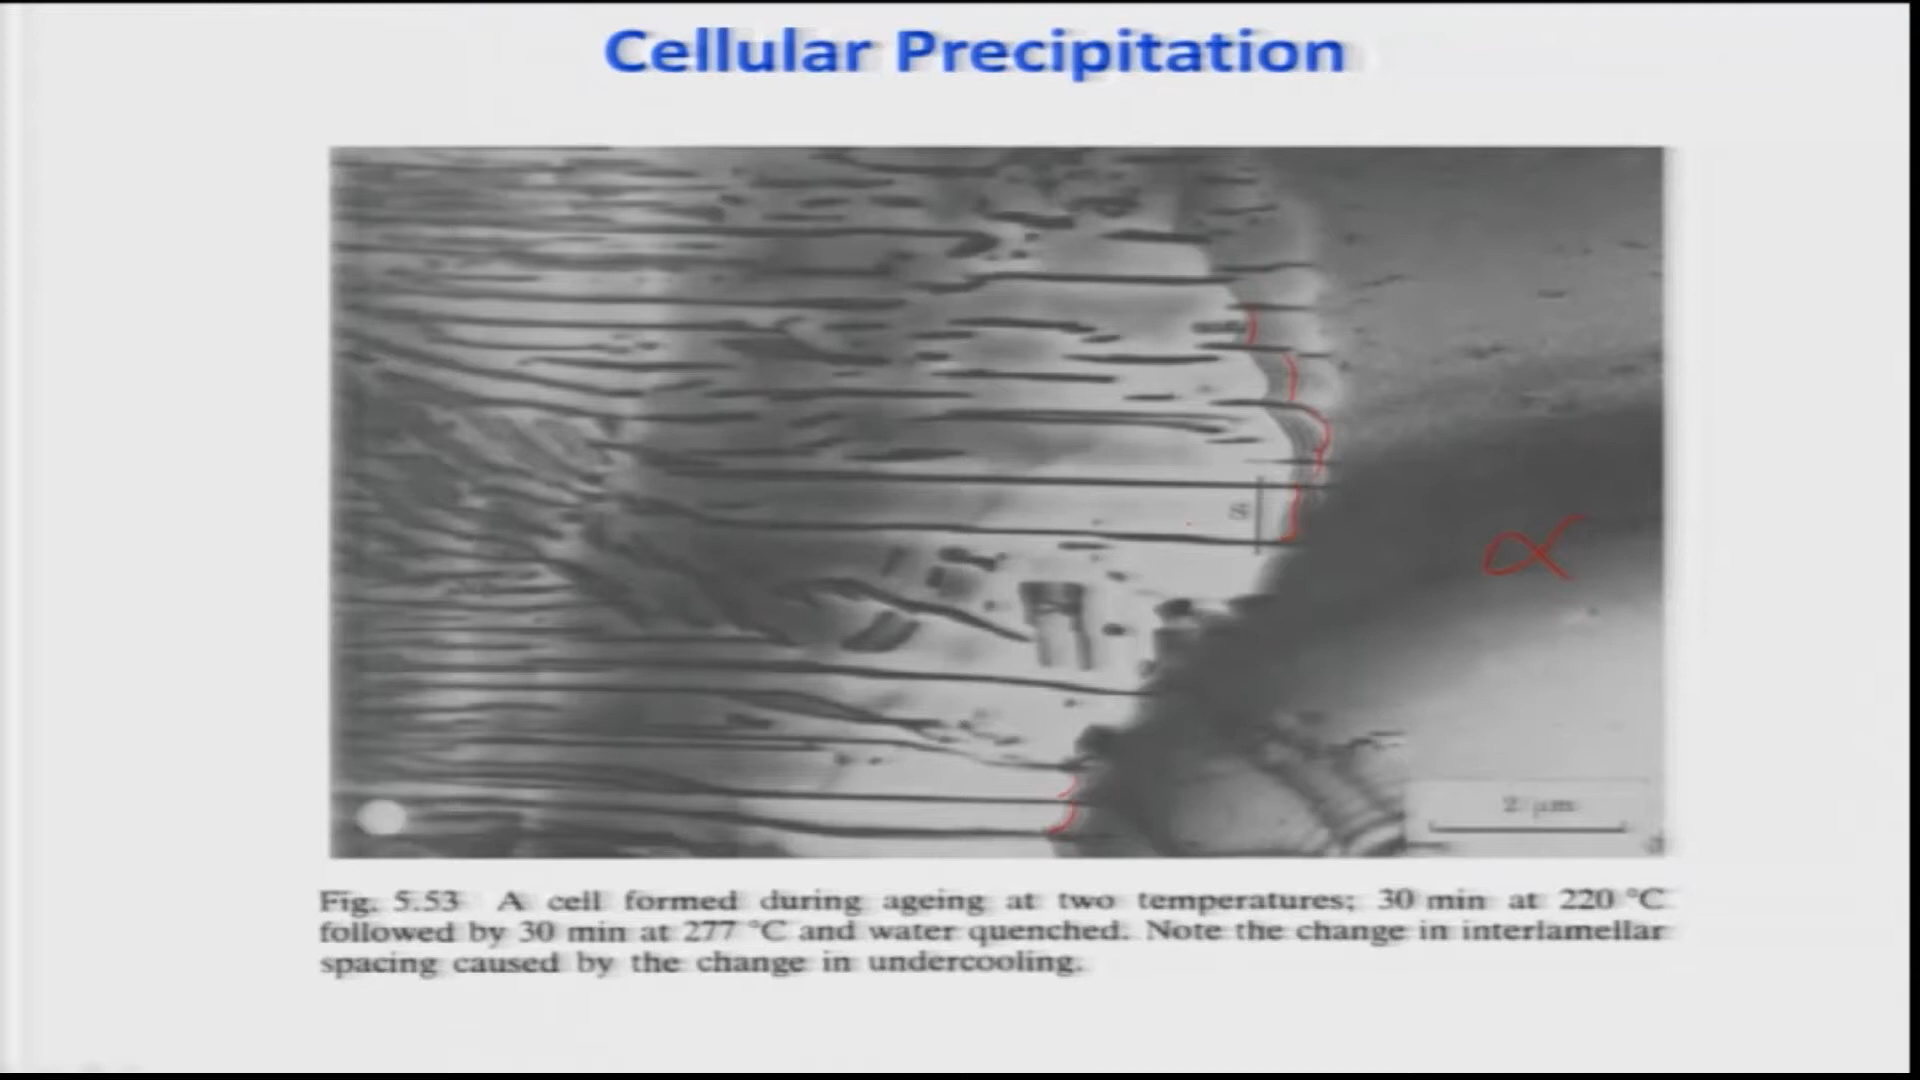 Cellular Precipitation
S
α
2 μm
Fig. 5.53 A cell formed during ageing at two temperatures; 30 min at 220 °C
followed by 30 min at 277 °C and water quenched. Note the change in interlamellar
spacing caused by the change in undercooling.